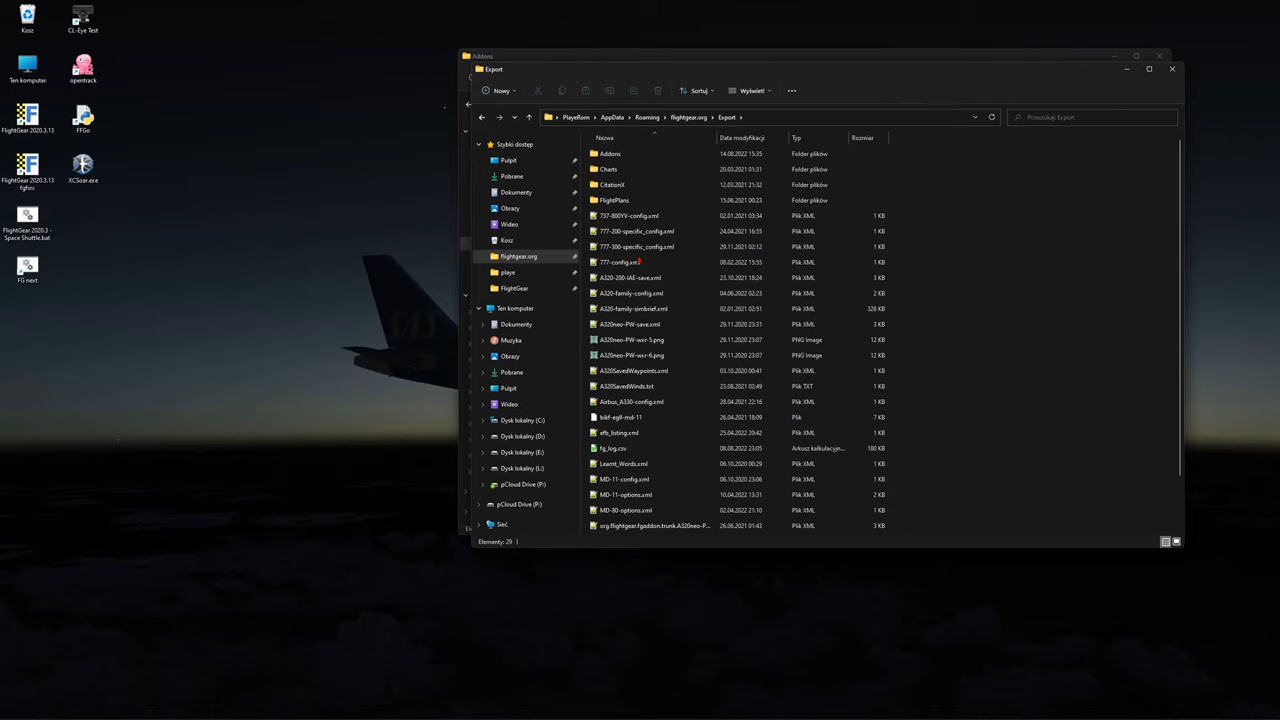 Kosz
CL-Eye Test
Ten komputer
opentrack
FlightGear 2020.3.13
FFGo
FlightGear 2020.3.13
fgfsrc
XCSoar.exe
FlightGear 2020.3 -
Space Shuttle.bat
FG next
SAS
Addons
Export
Nowy
Sortuj
Wyświetl
PlayeRom > AppData > Roaming > flightgear.org > Export >
Przeszukaj: Export
Nazwa Data modyfikacji Typ Rozmiar
Szybki dostęp
Pulpit
Pobrane
Dokumenty
Obrazy
Wideo
Kosz
flightgear.org
playe
FlightGear
Ten komputer
Dokumenty
Muzyka
Obrazy
Pobrane
Pulpit
Wideo
Dysk lokalny (C:)
Dysk lokalny (D:)
Dysk lokalny (E:)
Dysk lokalny (L:)
pCloud Drive (P:)
pCloud Drive (P:)
Sieć
Addons 14.08.2022 15:35 Folder plików
Charts 20.03.2021 01:31 Folder plików
CitationX 12.03.2021 21:32 Folder plików
FlightPlans 15.06.2021 00:23 Folder plików
737-800YV-config.xml 02.01.2021 03:34 Plik XML 1 KB
777-200-specific_config.xml 24.04.2021 16:55 Plik XML 1 KB
777-300-specific_config.xml 29.11.2021 02:12 Plik XML 1 KB
777-config.xml 08.02.2022 15:55 Plik XML 1 KB
A320-200-IAE-save.xml 23.10.2021 18:24 Plik XML 3 KB
A320-family-config.xml 04.06.2022 02:23 Plik XML 2 KB
A320-family-simbrief.xml 02.01.2021 02:51 Plik XML 328 KB
A320neo-PW-save.xml 29.11.2020 23:31 Plik XML 3 KB
A320neo-PW-wxr-5.png 29.11.2020 23:07 PNG Image 12 KB
A320neo-PW-wxr-6.png 29.11.2020 23:07 PNG Image 12 KB
A320SavedWaypoints.xml 03.10.2020 00:41 Plik XML 1 KB
A320SavedWinds.txt 23.08.2021 02:49 Plik TXT 1 KB
Airbus_A330-config.xml 28.04.2021 22:16 Plik XML 1 KB
bikf-egll-md-11 26.04.2021 18:09 Plik 1 KB
efb_listing.xml 25.04.2022 20:42 Plik XML 1 KB
fg_log.csv 08.08.2022 23:05 Arkusz kalkulacyjn... 180 KB
Learnt_Words.xml 06.10.2020 00:29 Plik XML 1 KB
MD-11-config.xml 06.10.2020 23:06 Plik XML 1 KB
MD-11-options.xml 10.04.2022 13:31 Plik XML 2 KB
MD-80-options.xml 02.04.2022 21:10 Plik XML 1 KB
org.flightgear.fgaddon.trunk.A320neo-P... 26.06.2021 01:43 Plik XML 3 KB
Elementy: 29